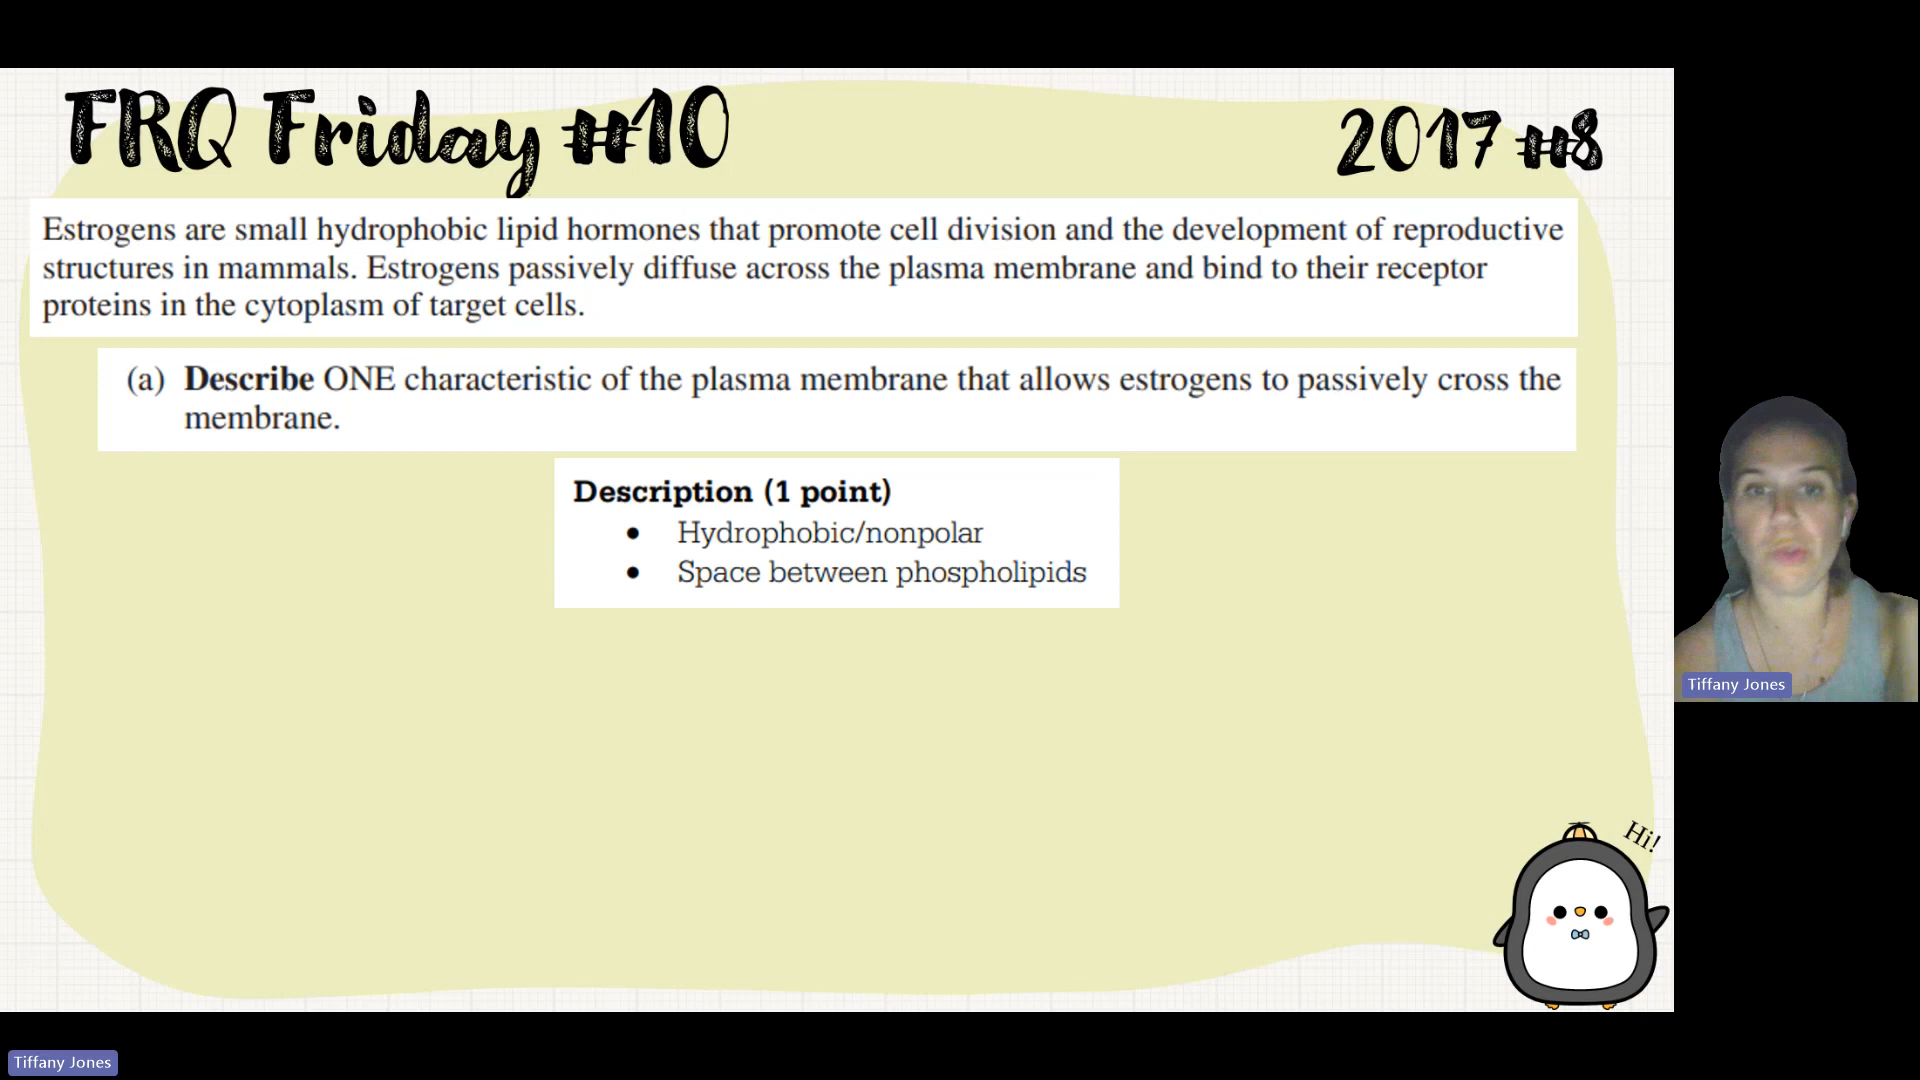 FRQ Friday #10
2017 #8
Estrogens are small hydrophobic lipid hormones that promote cell division and the development of reproductive
structures in mammals. Estrogens passively diffuse across the plasma membrane and bind to their receptor
proteins in the cytoplasm of target cells.
(a) Describe ONE characteristic of the plasma membrane that allows estrogens to passively cross the
membrane.
Description (1 point)
• Hydrophobic/nonpolar
• Space between phospholipids
Tiffany Jones
Hi!
Tiffany Jones